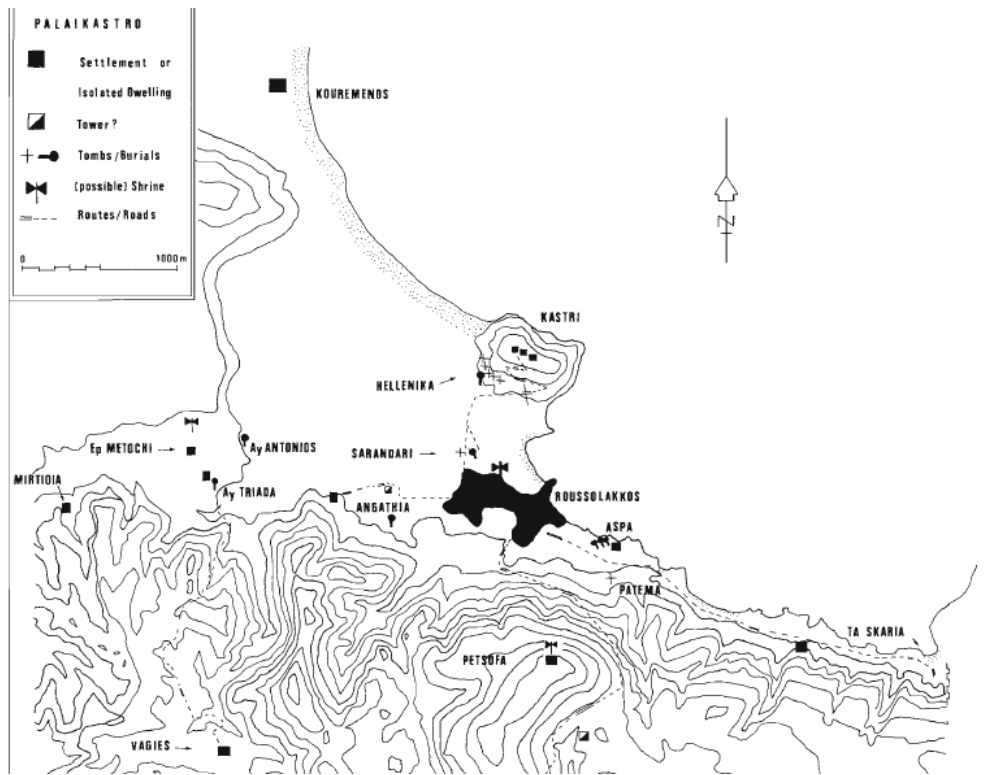 PALAIKASTRO
Settlement or
Isolated Dwelling
Tower?
Tombs/Burials
(possible) Shrine
Routes/Roads
0 1000m
KOUREMENOS
N
KASTRI
HELLENIKA
Ep METOCHI
Ay ANTONIOS
SARANDARI
MIRTIDIA
Ay TRIADA
ANGATHIA
ROUSSOLAKKOS
ASPA
PATEMA
TA SKARIA
PETSOFA
VAGIES